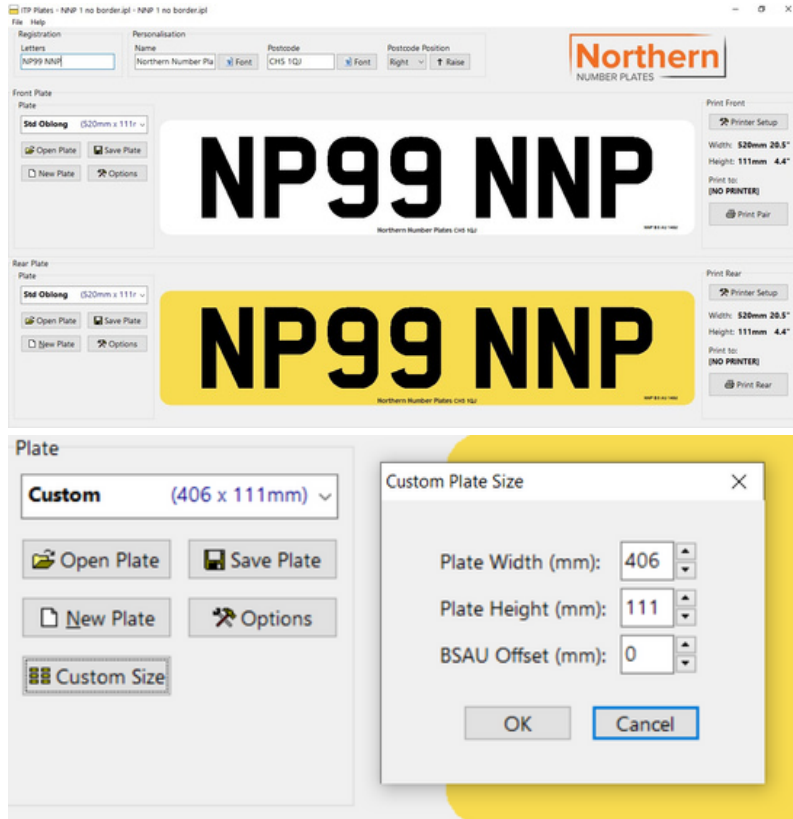 ITP Plates - NNP 1 no border.ipl - NNP 1 no border.ipl
File Help
Registration
Letters
NP99 NNP
Personalisation
Name
Northern Number Pla
Font
Postcode
CH5 1QJ
Font
Postcode Position
Right
Raise
Northern
NUMBER PLATES
Front Plate
Plate
Std Oblong (520mm x 111r
Open Plate Save Plate
New Plate Options
NP99 NNP
Northern Number Plates CH5 1QJ
Print Front
Printer Setup
Width: 520mm 20.5"
Height: 111mm 4.4"
Print to:
[NO PRINTER]
Print Pair
Rear Plate
Plate
Std Oblong (520mm x 111r
Open Plate Save Plate
New Plate Options
NP99 NNP
Northern Number Plates CH5 1QJ
Print Rear
Printer Setup
Width: 520mm 20.5"
Height: 111mm 4.4"
Print to:
[NO PRINTER]
Print Rear
Plate
Custom (406 x 111mm)
Open Plate Save Plate
New Plate Options
Custom Size
Custom Plate Size
Plate Width (mm): 406
Plate Height (mm): 111
BSAU Offset (mm): 0
OK Cancel